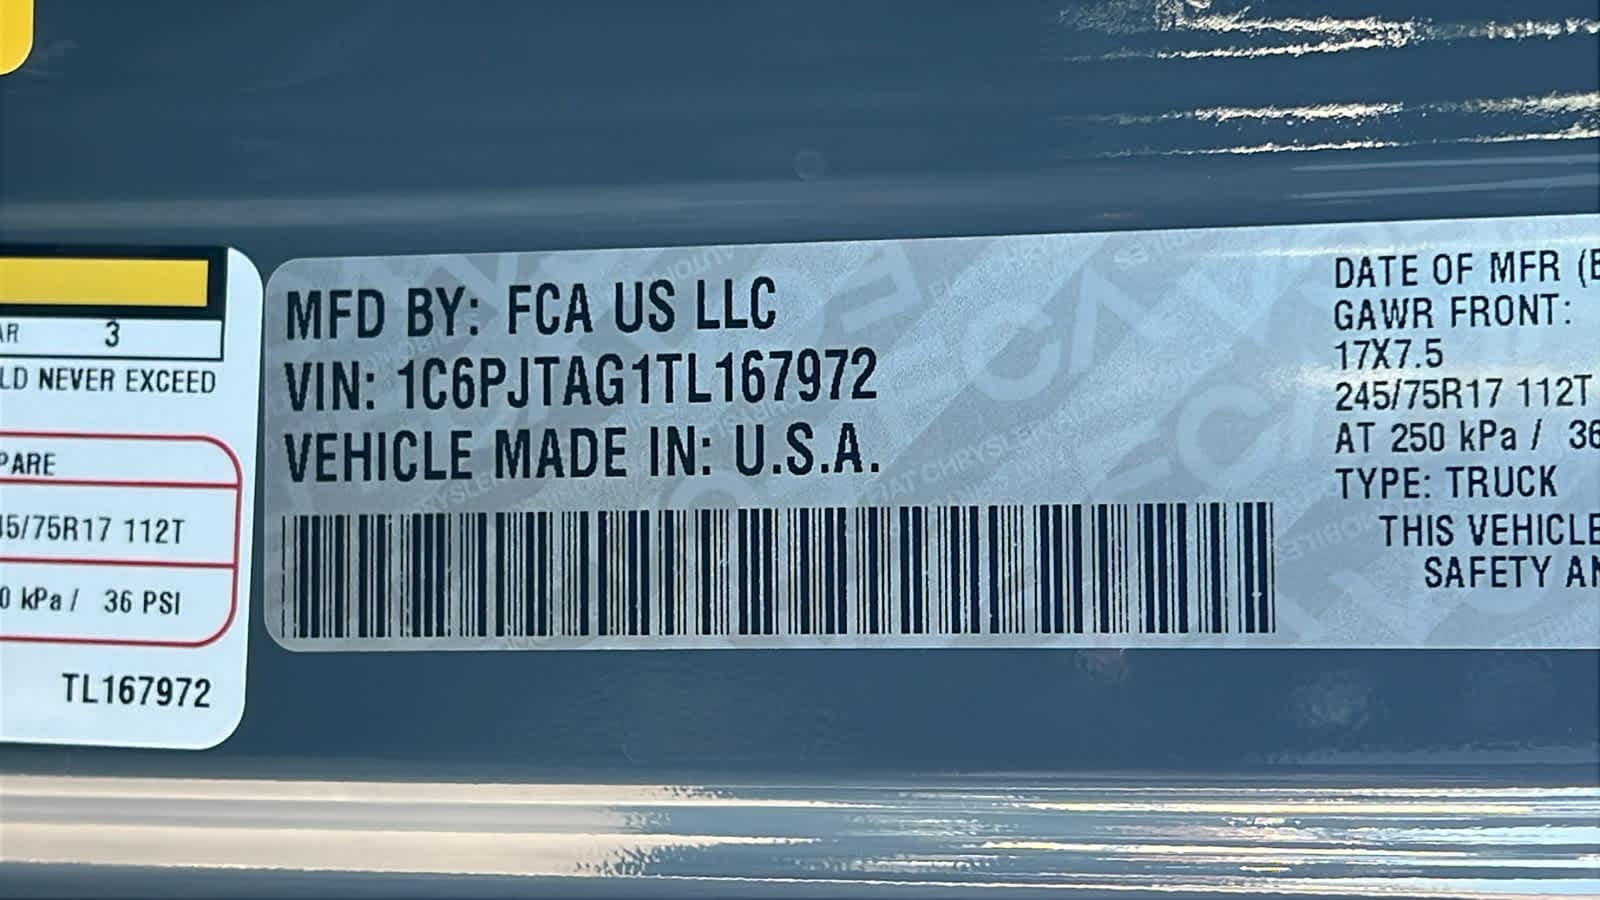 AR 3
LD NEVER EXCEED
PARE
45/75R17 112T
0 kPa / 36 PSI
TL167972
MFD BY: FCA US LLC
VIN: 1C6PJTAG1TL167972
VEHICLE MADE IN: U.S.A.
DATE OF MFR (
GAWR FRONT:
17X7.5
245/75R17 112T
AT 250 kPa / 36
TYPE: TRUCK
THIS VEHICLE
SAFETY AN